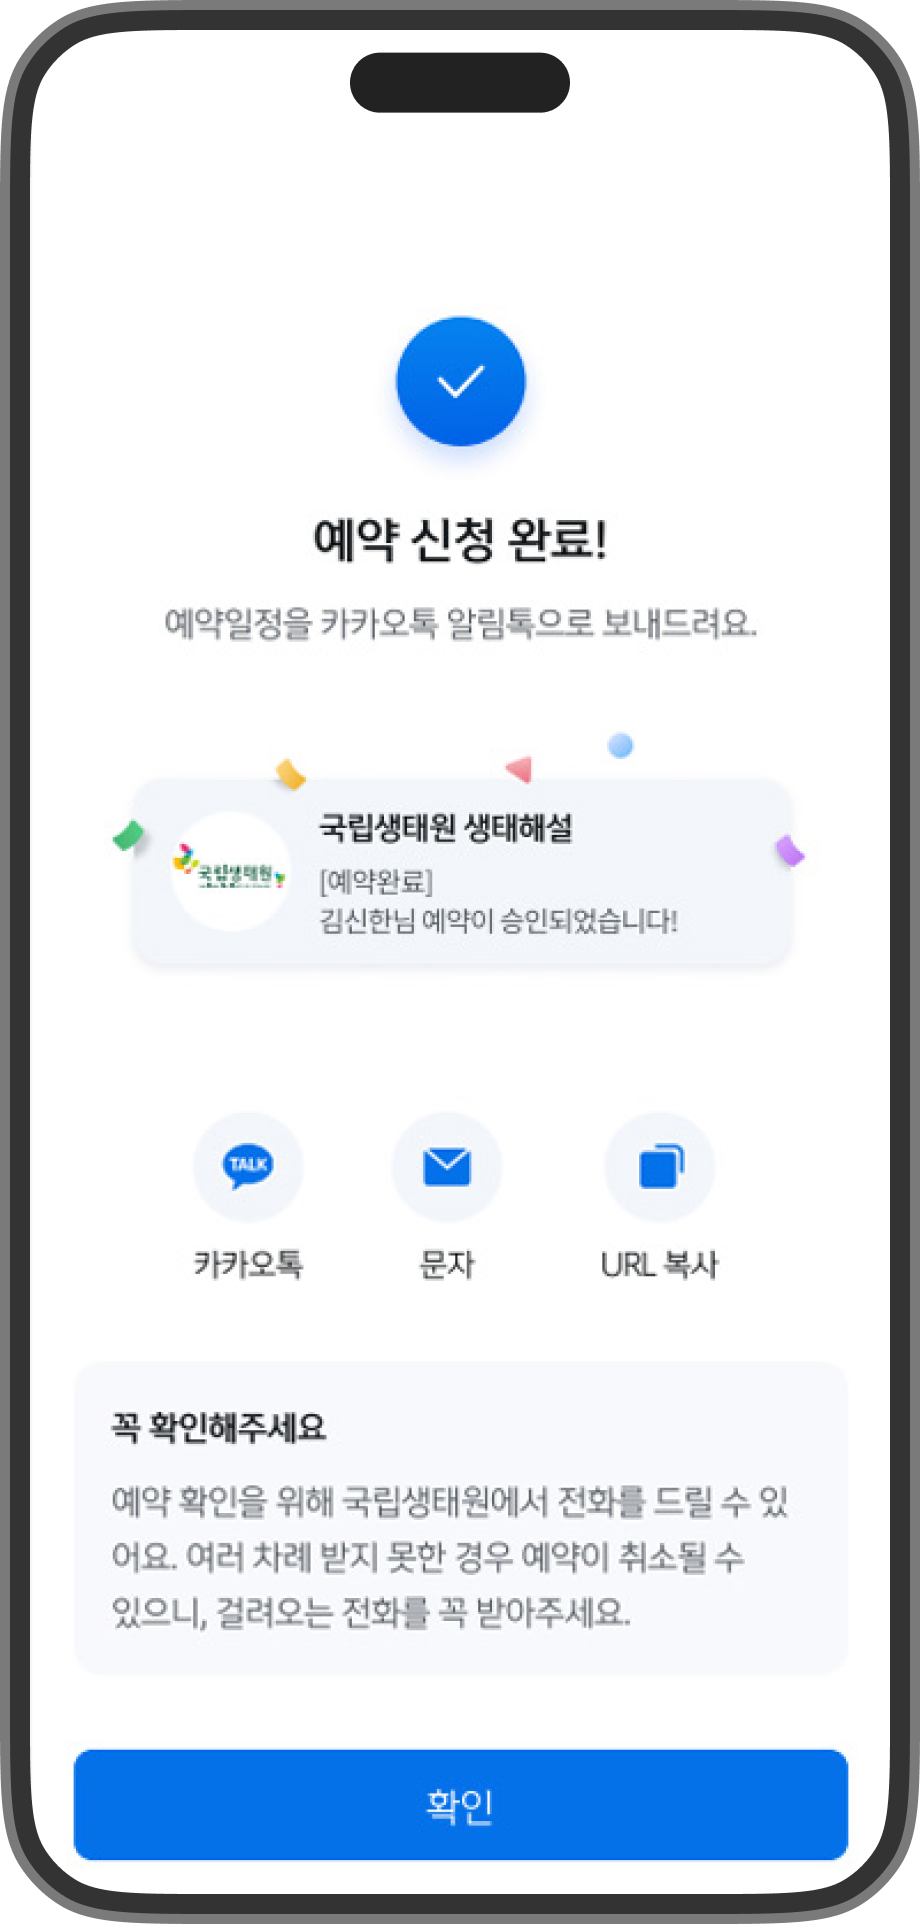 예약 신청 완료!
예약일정을 카카오톡 알림톡으로 보내드려요.
국립생태원
국립생태원 생태해설
[예약완료]
김신한님 예약이 승인되었습니다!
TALK
카카오톡
문자
URL 복사
꼭 확인해주세요
예약 확인을 위해 국립생태원에서 전화를 드릴 수 있
어요. 여러 차례 받지 못한 경우 예약이 취소될 수
있으니, 걸려오는 전화를 꼭 받아주세요.
확인